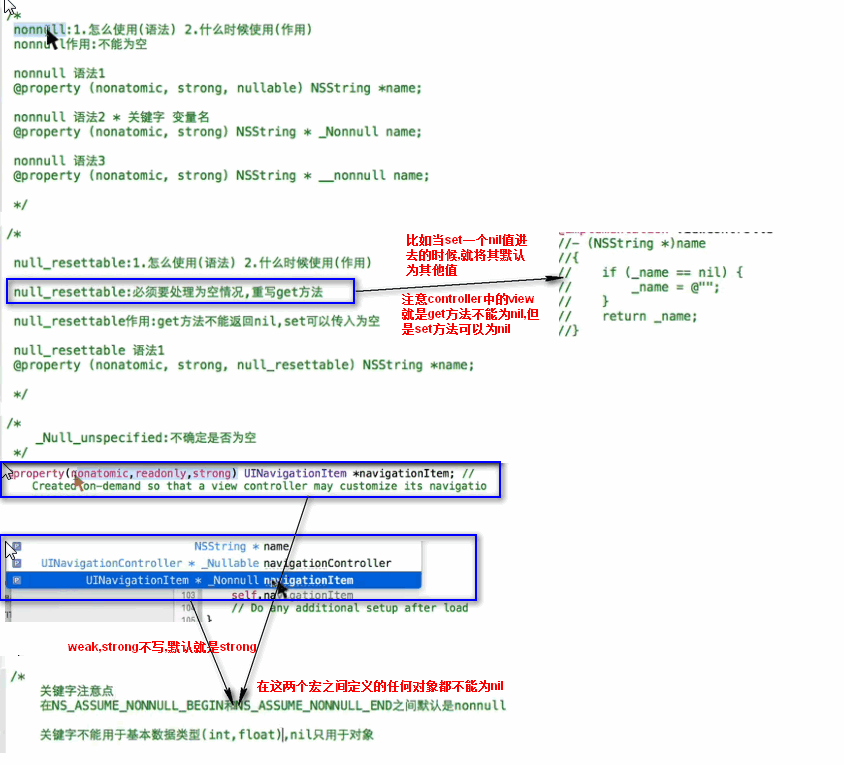 /*
nonnull:1.怎么使用(语法) 2.什么时候使用(作用)
nonnull作用:不能为空
nonnull 语法1
@property (nonatomic, strong, nullable) NSString *name;
nonnull 语法2 * 关键字 变量名
@property (nonatomic, strong) NSString * _Nonnull name;
nonnull 语法3
@property (nonatomic, strong) NSString * __nonnull name;
*/
/*
null_resettable:1.怎么使用(语法) 2.什么时候使用(作用)
null_resettable:必须要处理为空情况,重写get方法
null_resettable作用:get方法不能返回nil,set可以传入为空
null_resettable 语法1
@property (nonatomic, strong, null_resettable) NSString *name;
*/
比如当set一个nil值进
去的时候,就将其默认
为其他值
注意controller中的view
就是get方法不能为nil,但
是set方法可以为nil
//- (NSString *)name
//{
// if (_name == nil) {
// _name = @"";
// }
// return _name;
//}
/*
_Null_unspecified:不确定是否为空
*/
property(nonatomic,readonly,strong) UINavigationItem *navigationItem; //
Created on-demand so that a view controller may customize its navigatio
P NSString * name
P UINavigationController * _Nullable navigationController
P UINavigationItem * _Nonnull navigationItem
103 self.navigationItem
104 // Do any additional setup after load
105 }
weak,strong不写,默认就是strong
在这两个宏之间定义的任何对象都不能为nil
/*
关键字注意点
在NS_ASSUME_NONNULL_BEGIN和NS_ASSUME_NONNULL_END之间默认是nonnull
关键字不能用于基本数据类型(int,float),nil只用于对象